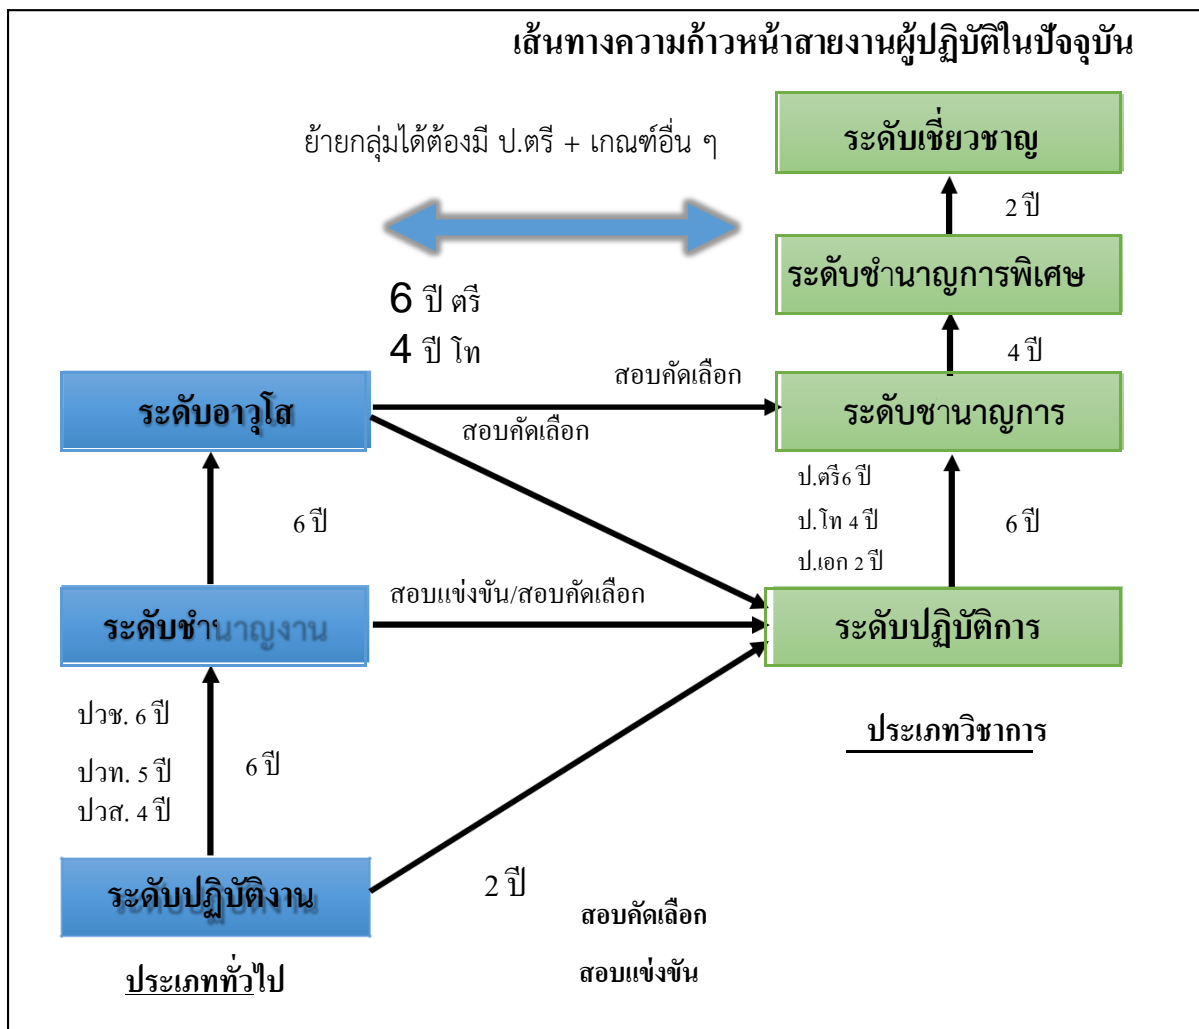 เส้นทางความก้าวหน้าสายงานผู้ปฏิบัติในปัจจุบัน
ย้ายกลุ่มได้ต้องมี ป.ตรี + เกณฑ์อื่น ๆ
ระดับเชี่ยวชาญ
2 ปี
ระดับชำนาญการพิเศษ
6 ปี ตรี
4 ปี โท
4 ปี
สอบคัดเลือก
ระดับอาวุโส
ระดับชานาญการ
สอบคัดเลือก
ป.ตรี6 ปี
ป.โท 4 ปี
ป.เอก 2 ปี
6 ปี
6 ปี
สอบแข่งขัน/สอบคัดเลือก
ระดับชำนาญงาน
ระดับปฏิบัติการ
ปวช. 6 ปี
ปวท. 5 ปี
ปวส. 4 ปี
6 ปี
ประเภทวิชาการ
ระดับปฏิบัติงาน
2 ปี
สอบคัดเลือก
สอบแข่งขัน
ประเภททั่วไป